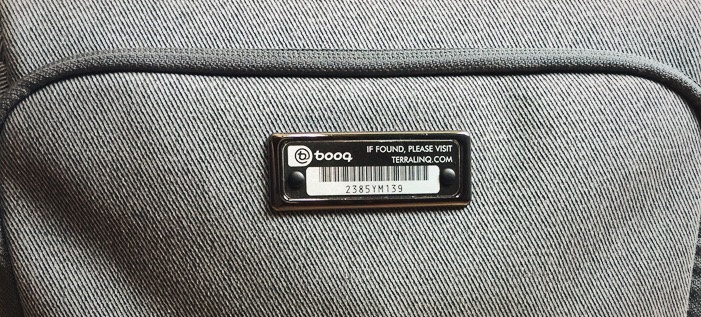 booq
IF FOUND, PLEASE VISIT
TERRALINQ.COM
2385YM139